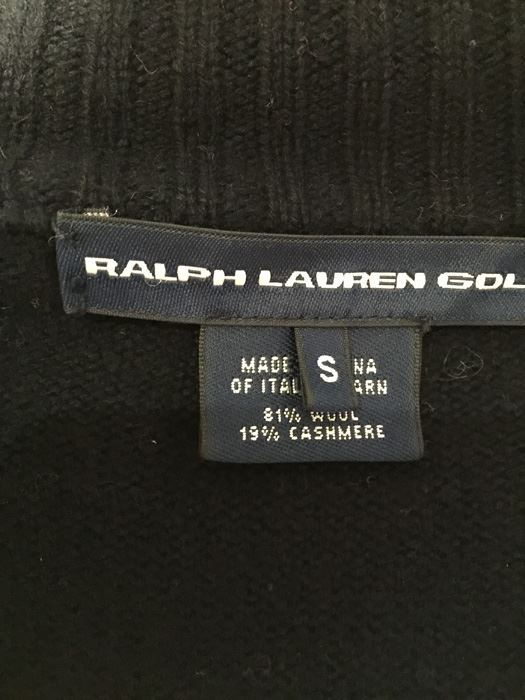 RALPH LAUREN GOL
MADE NA
S
OF ITAL ARN
81% WOOL
19% CASHMERE